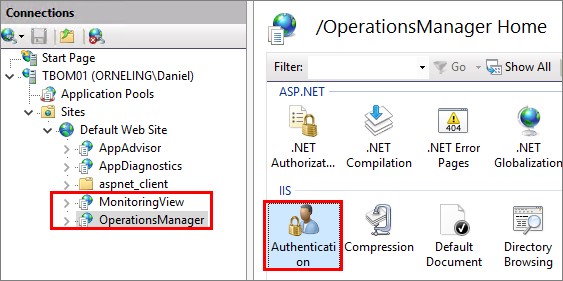 Connections
Start Page
TBOM01 (ORNELING\Daniel)
Application Pools
Sites
Default Web Site
AppAdvisor
AppDiagnostics
aspnet_client
MonitoringView
OperationsManager
/OperationsManager Home
Filter:
Go
Show All
ASP.NET
.NET
Authorizat...
.NET
Compilation
404
.NET Error
Pages
.NET
Globalization
IIS
Authenticati
on
Compression
Default
Document
Directory
Browsing